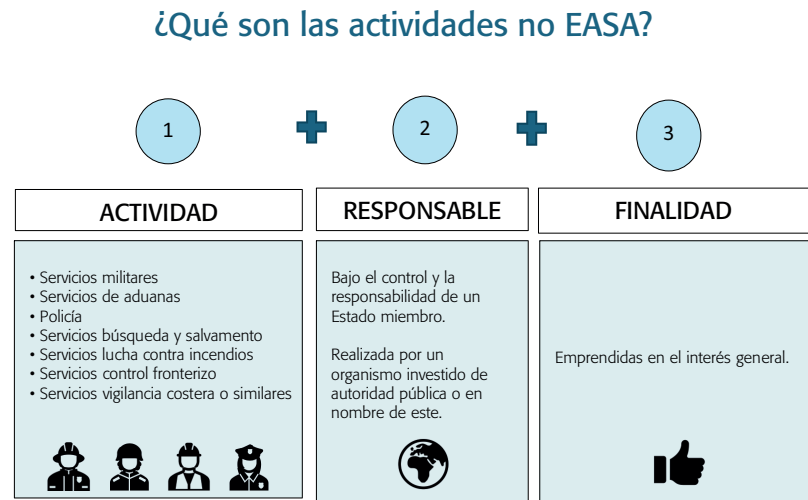 ¿Qué son las actividades no EASA?
1
2
3
ACTIVIDAD
• Servicios militares
• Servicios de aduanas
• Policía
• Servicios búsqueda y salvamento
• Servicios lucha contra incendios
• Servicios control fronterizo
• Servicios vigilancia costera o similares
RESPONSABLE
Bajo el control y la
responsabilidad de un
Estado miembro.
Realizada por un
organismo investido de
autoridad pública o en
nombre de este.
FINALIDAD
Emprendidas en el interés general.